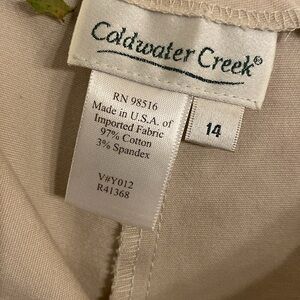 Coldwater Creek®
RN 98516
Made in U.S.A. of
Imported Fabric
97% Cotton
3% Spandex
V#Y012
R41368
14